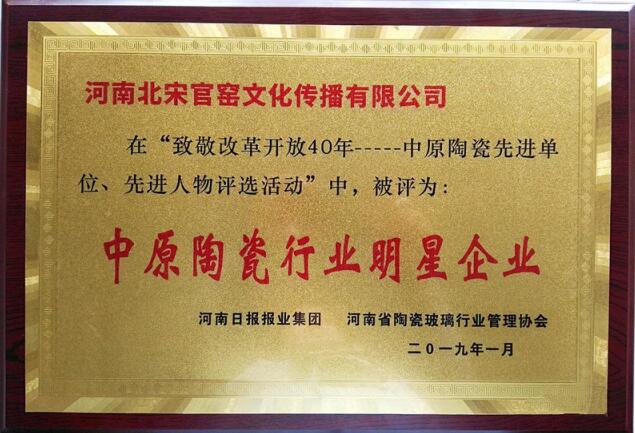 河南北宋官窑文化传播有限公司
在“致敬改革开放40年-----中原陶瓷先进单
位、先进人物评选活动”中，被评为：
中原陶瓷行业明星企业
河南日报报业集团 河南省陶瓷玻璃行业管理协会
二0一九年一月